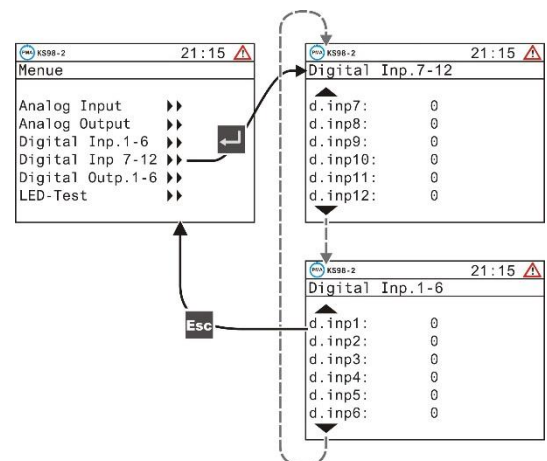 PMA KS98-2 21:15
Menue
Analog Input
Analog Output
Digital Inp.1-6
Digital Inp 7-12
Digital Outp.1-6
LED-Test
Esc
PMA KS98-2 21:15
Digital Inp.7-12
d.inp7: 0
d.inp8: 0
d.inp9: 0
d.inp10: 0
d.inp11: 0
d.inp12: 0
PMA KS98-2 21:15
Digital Inp.1-6
d.inp1: 0
d.inp2: 0
d.inp3: 0
d.inp4: 0
d.inp5: 0
d.inp6: 0